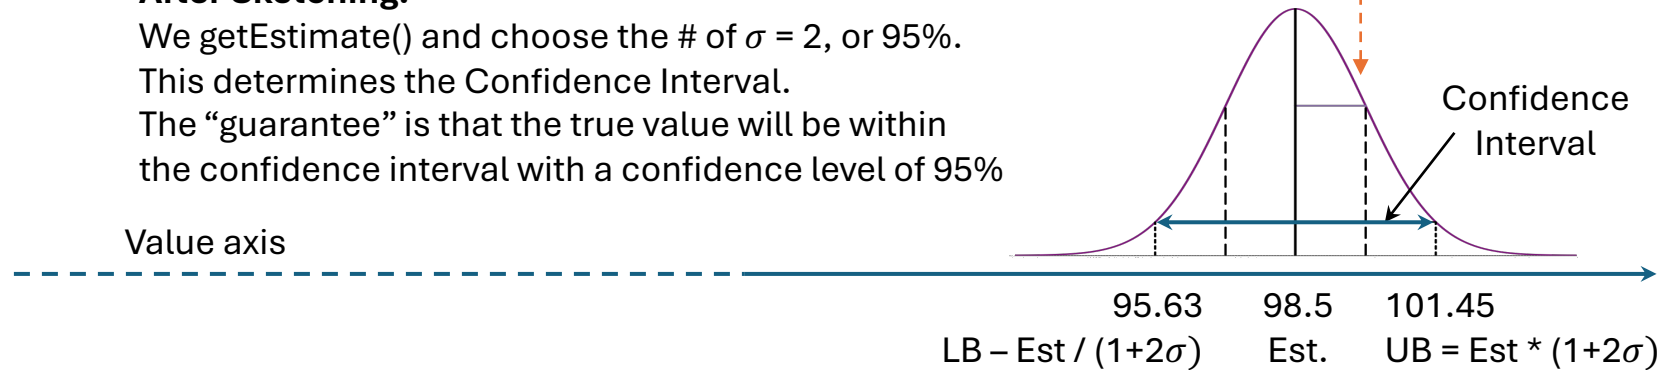 After Sketching:
We getEstimate() and choose the # of 𝜎 = 2, or 95%.
This determines the Confidence Interval.
The “guarantee” is that the true value will be within
the confidence interval with a confidence level of 95%
Confidence
Interval
Value axis
95.63 98.5 101.45
LB – Est / (1+2𝜎) Est. UB = Est * (1+2𝜎)